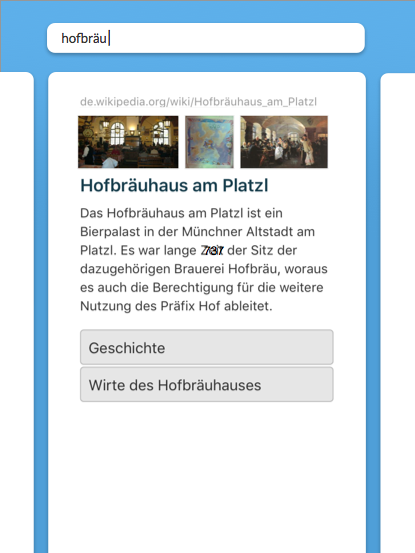 hofbräu
de.wikipedia.org/wiki/Hofbräuhaus_am_Platzl
Hofbräuhaus am Platzl
Das Hofbräuhaus am Platzl ist ein
Bierpalast in der Münchner Altstadt am
Platzl. Es war lange 737 der Sitz der
dazugehörigen Brauerei Hofbräu, woraus
es auch die Berechtigung für die weitere
Nutzung des Präfix Hof ableitet.
Geschichte
Wirte des Hofbräuhauses